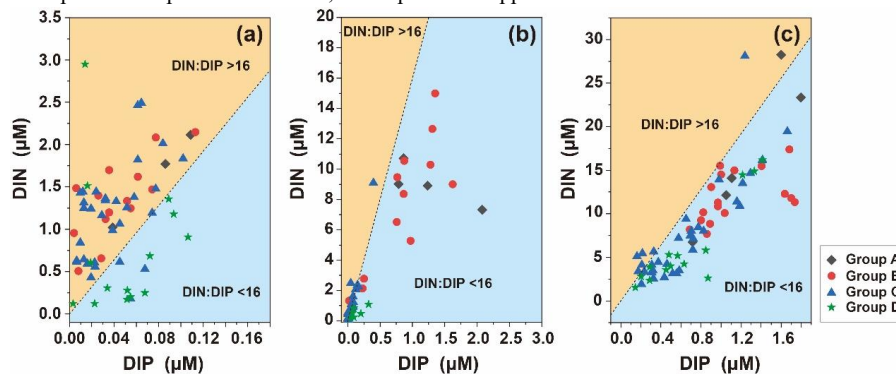 (a)
DIN:DIP >16
DIN:DIP <16
DIN (μM)
3.5
3.0
2.5
2.0
1.5
1.0
0.5
0.0
0.00 0.04 0.08 0.12 0.16
DIP (μM)
(b)
DIN:DIP >16
DIN:DIP <16
DIN (μM)
20
18
16
14
12
10
8
6
4
2
0
0.0 0.5 1.0 1.5 2.0 2.5 3.0
DIP (μM)
(c)
DIN:DIP >16
DIN:DIP <16
DIN (μM)
30
25
20
15
10
5
0
0.0 0.4 0.8 1.2 1.6
DIP (μM)
Group A
Group B
Group C
Group D